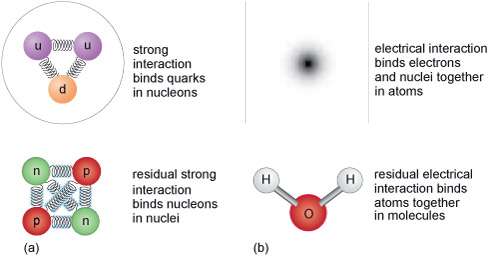 u u
d
strong
interaction
binds quarks
in nucleons
electrical interaction
binds electrons
and nuclei together
in atoms
n p
p n
residual strong
interaction
binds nucleons
in nuclei
H H
O
residual electrical
interaction binds
atoms together
in molecules
(a)
(b)